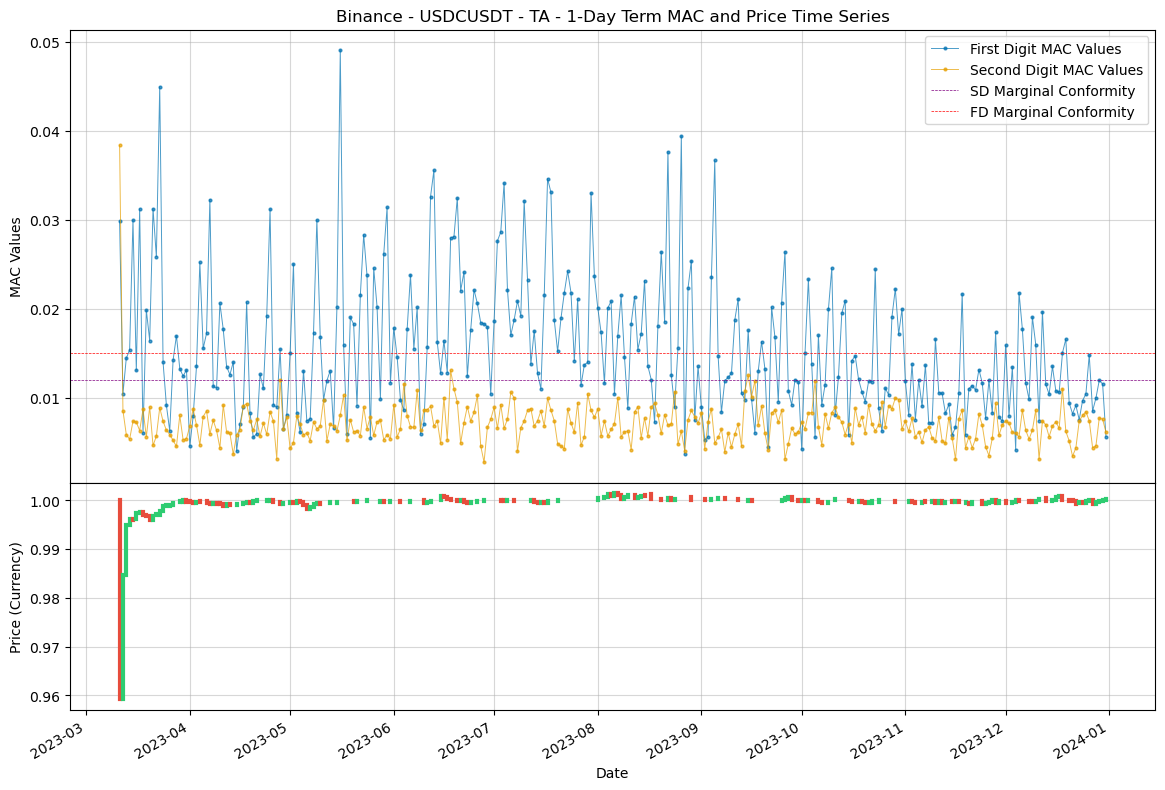 Binance - USDCUSDT - TA - 1-Day Term MAC and Price Time Series
First Digit MAC Values
Second Digit MAC Values
SD Marginal Conformity
FD Marginal Conformity
MAC Values
0.05
0.04
0.03
0.02
0.01
Price (Currency)
1.00
0.99
0.98
0.97
0.96
2023-03
2023-04
2023-05
2023-06
2023-07
2023-08
2023-09
2023-10
2023-11
2023-12
2024-01
Date